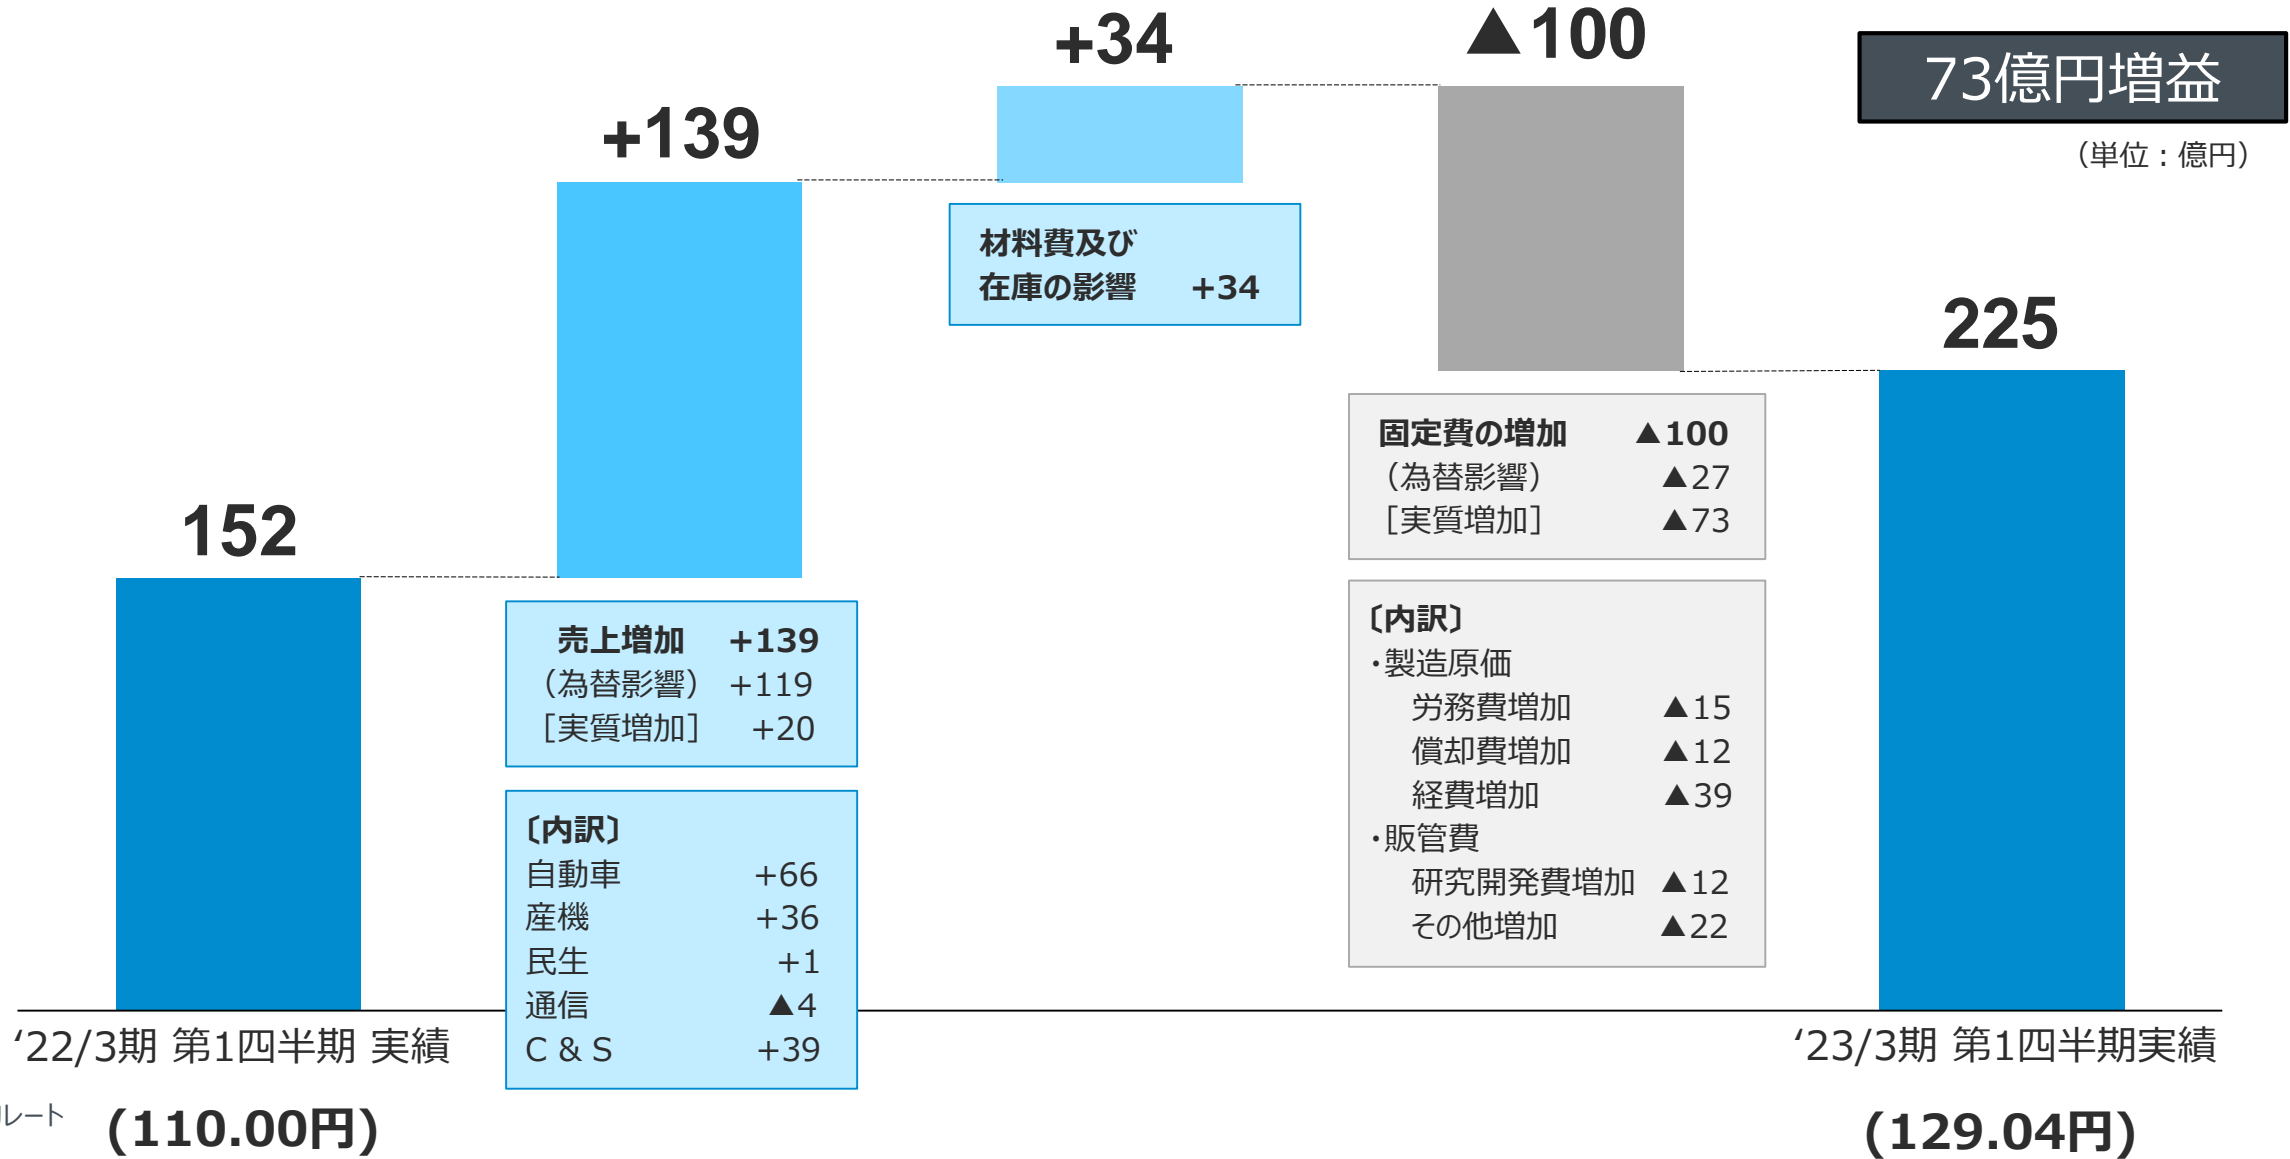 +34
▲100
73億円増益
(単位:億円)
+139
材料費及び
在庫の影響 +34
225
152
固定費の増加 ▲100
(為替影響) ▲27
[実質増加] ▲73
売上増加 +139
(為替影響) +119
[実質増加] +20
〔内訳〕
自動車 +66
産機 +36
民生 +1
通信 ▲4
C & S +39
〔内訳〕
・製造原価
労務費増加 ▲15
償却費増加 ▲12
経費増加 ▲39
・販管費
研究開発費増加 ▲12
その他増加 ▲22
‘22/3期 第1四半期 実績
‘23/3期 第1四半期実績
レート
(110.00円)
(129.04円)